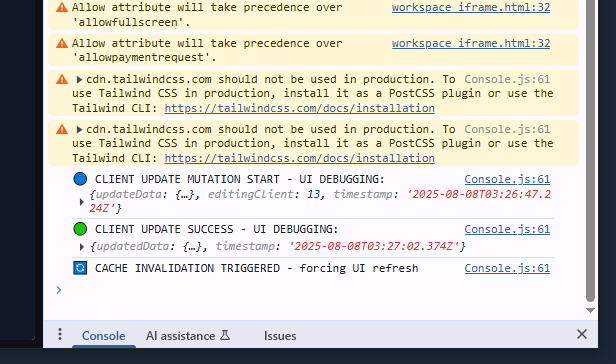 Allow attribute will take precedence over 'allowfullscreen'. workspace_iframe.html:32
Allow attribute will take precedence over 'allowpaymentrequest'. workspace_iframe.html:32
▶cdn.tailwindcss.com should not be used in production. To Console.js:61
use Tailwind CSS in production, install it as a PostCSS plugin or use the
Tailwind CLI: https://tailwindcss.com/docs/installation
▶cdn.tailwindcss.com should not be used in production. To Console.js:61
use Tailwind CSS in production, install it as a PostCSS plugin or use the
Tailwind CLI: https://tailwindcss.com/docs/installation
🔵 CLIENT UPDATE MUTATION START - UI DEBUGGING: Console.js:61
▶ {updateData: {…}, editingClient: 13, timestamp: '2025-08-08T03:26:47.2
24Z'}
🟢 CLIENT UPDATE SUCCESS - UI DEBUGGING: Console.js:61
▶ {updatedData: {…}, timestamp: '2025-08-08T03:27:02.374Z'}
🔄 CACHE INVALIDATION TRIGGERED - forcing UI refresh Console.js:61
>
Console AI assistance Issues